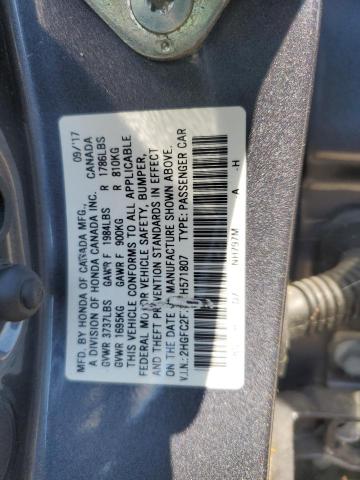 MFD. BY HONDA OF CANADA MFG., 09/'17
A DIVISION OF HONDA CANADA INC. CANADA
GVWR 3737LBS GAWR F 1984LBS R 1786LBS
GVWR 1695KG GAWR F 900KG R 810KG
THIS VEHICLE CONFORMS TO ALL APPLICABLE
FEDERAL MOTOR VEHICLE SAFETY, BUMPER,
AND THEFT PREVENTION STANDARDS IN EFFECT
ON THE DATE OF MANUFACTURE SHOWN ABOVE.
V.I.N.: 2HGFC2F H571807 TYPE: PASSENGER CAR
NH797M A -H